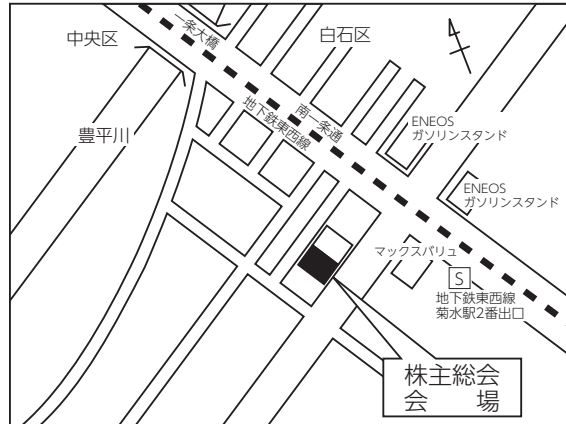 中央区
一条大橋
白石区
豊平川
地下鉄東西線
南一条通
ENEOS
ガソリンスタンド
ENEOS
ガソリンスタンド
マックスバリュ
S
地下鉄東西線
菊水駅2番出口
株主総会
会　　場